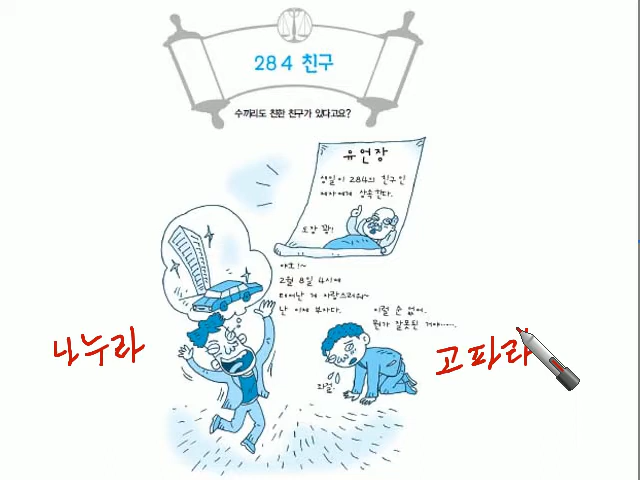 284 친구
수끼리도 친한 친구가 있다고요?
유언장
생일이 284의 친구인
여자에게 상속한다.
도장 꽝!
야호!~
2월 8일 4시에
태어난 게 자랑스러워~
난 이제 부자다.
이럴 순 없어.
뭔가 잘못된 거야……
좌절
나누라
고파라